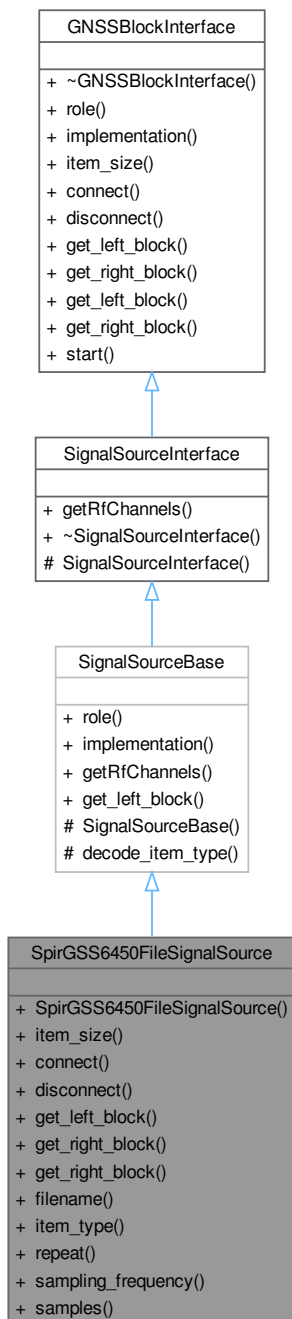 GNSSBlockInterface
+ ~GNSSBlockInterface()
+ role()
+ implementation()
+ item_size()
+ connect()
+ disconnect()
+ get_left_block()
+ get_right_block()
+ get_left_block()
+ get_right_block()
+ start()
SignalSourceInterface
+ getRfChannels()
+ ~SignalSourceInterface()
# SignalSourceInterface()
SignalSourceBase
+ role()
+ implementation()
+ getRfChannels()
+ get_left_block()
# SignalSourceBase()
# decode_item_type()
SpirGSS6450FileSignalSource
+ SpirGSS6450FileSignalSource()
+ item_size()
+ connect()
+ disconnect()
+ get_left_block()
+ get_right_block()
+ get_right_block()
+ filename()
+ item_type()
+ repeat()
+ sampling_frequency()
+ samples()